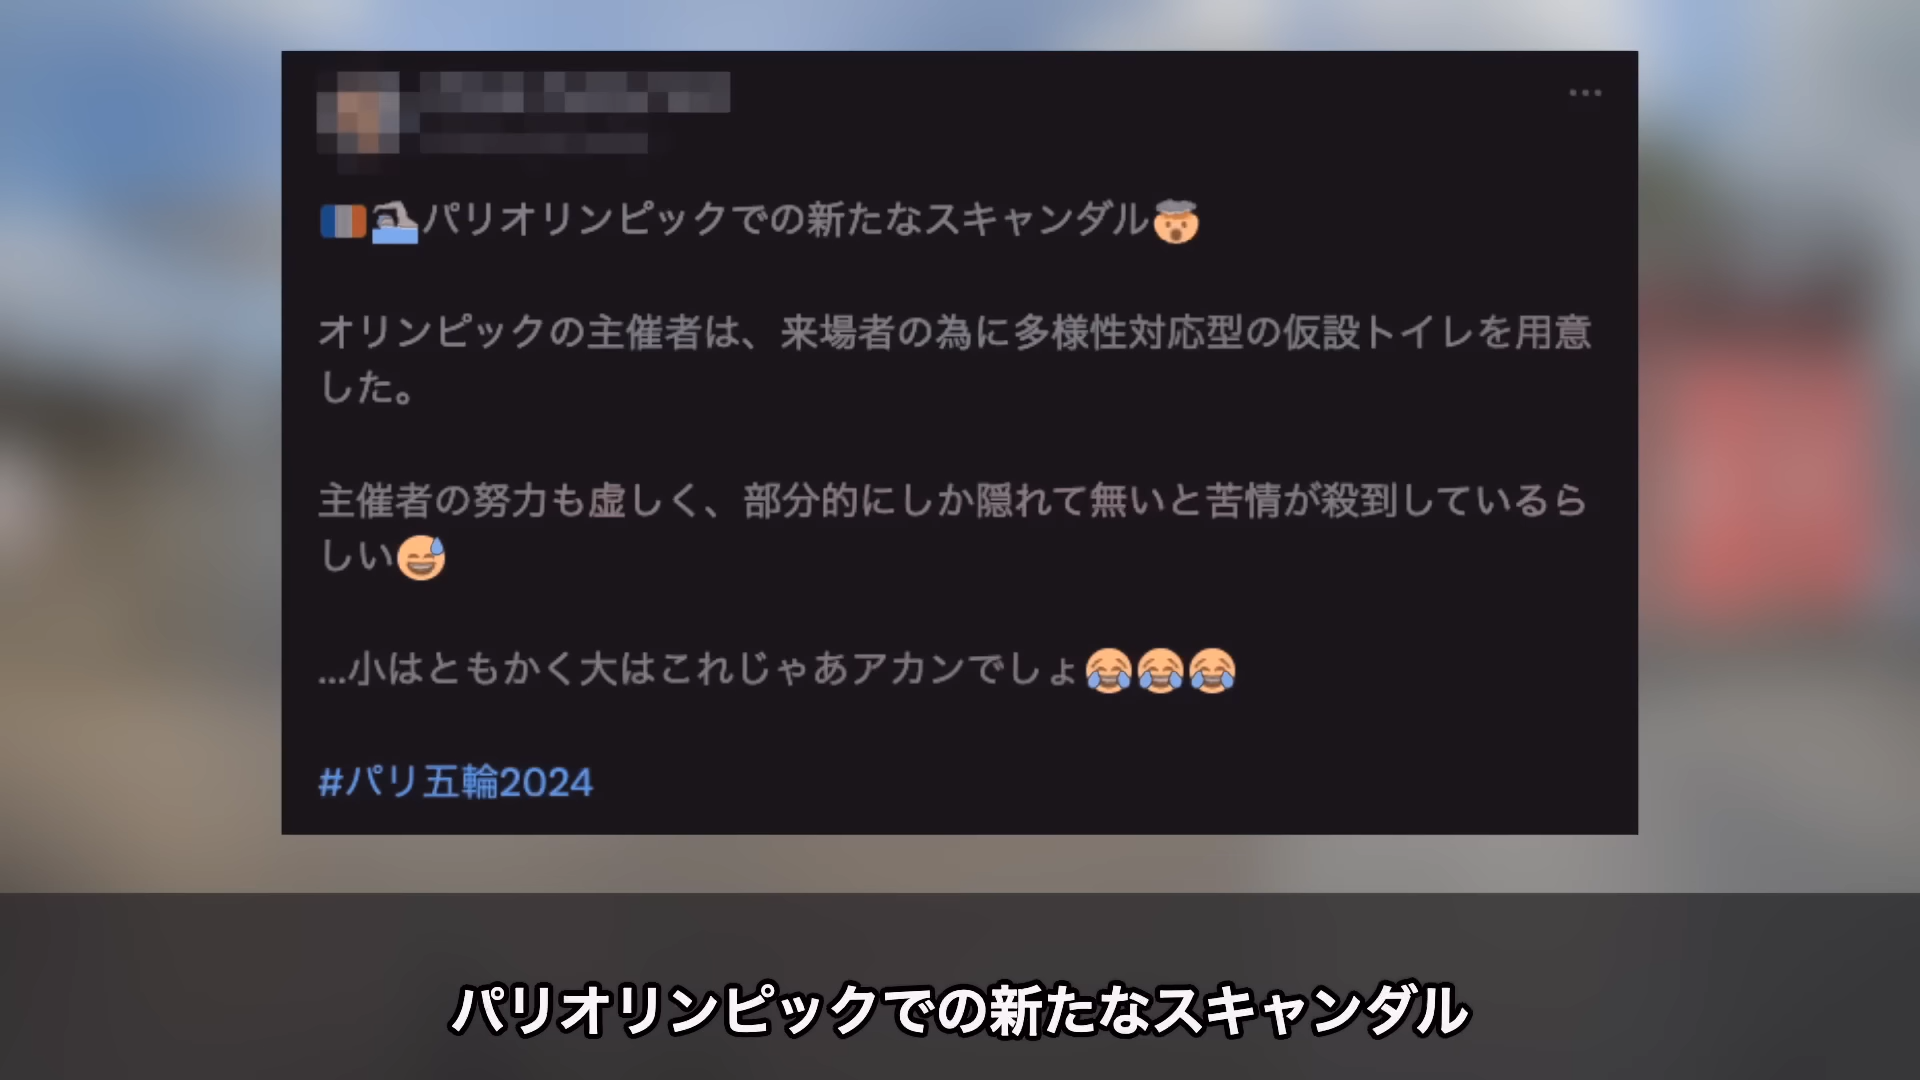 🇫🇷🏊パリオリンピックでの新たなスキャンダル🤯
オリンピックの主催者は、来場者の為に多様性対応型の仮設トイレを用意
した。
主催者の努力も虚しく、部分的にしか隠れて無いと苦情が殺到しているら
しい😅
...小はともかく大はこれじゃあアカンでしょ😂😂😂
#パリ五輪2024
パリオリンピックでの新たなスキャンダル